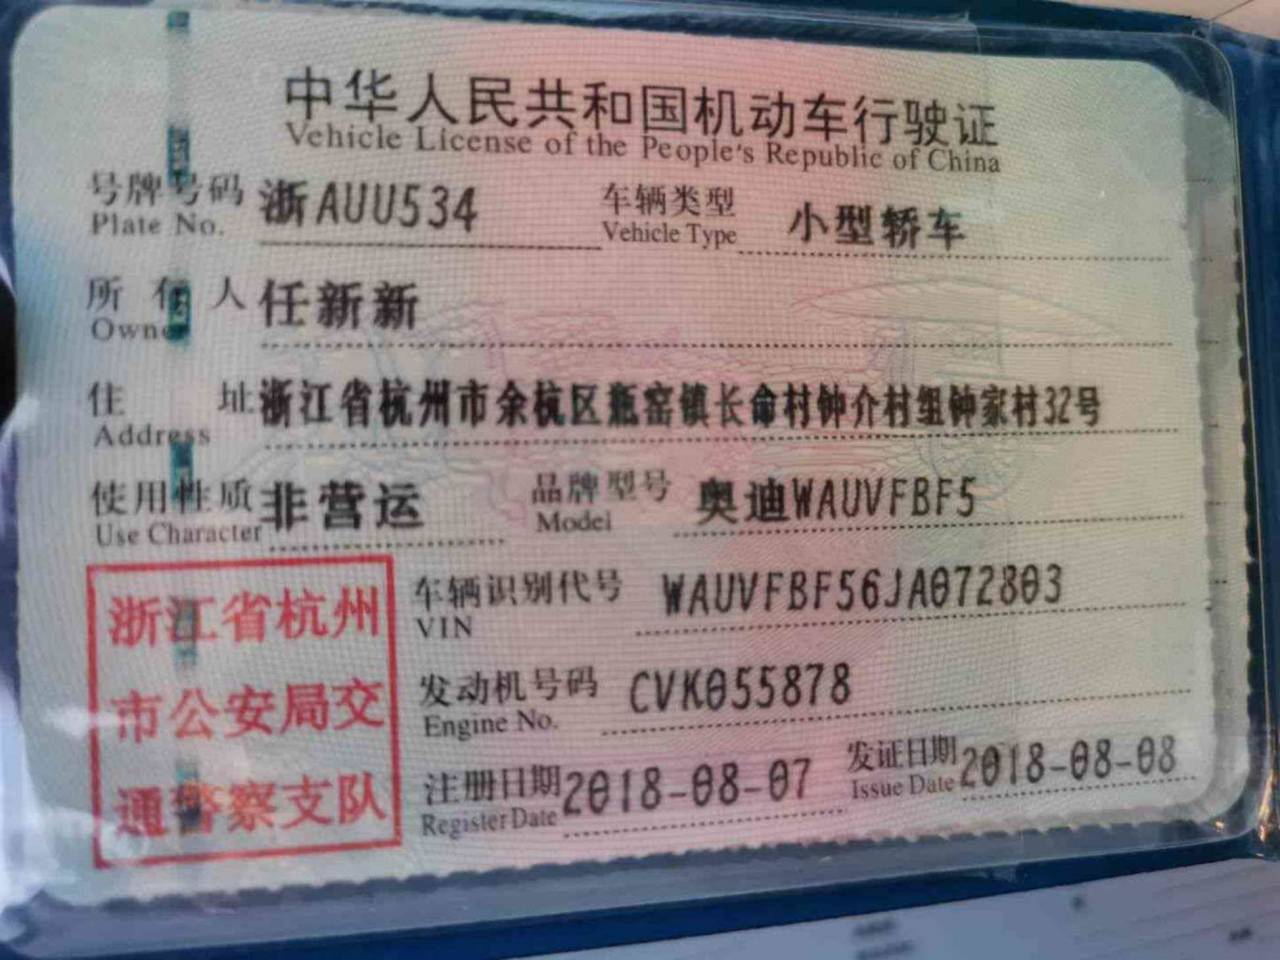 中华人民共和国机动车行驶证
Vehicle License of the People's Republic of China
号牌号码 浙AUU534 车辆类型 小型轿车
Plate No. Vehicle Type
所有人 任新新
Owner
住址 浙江省杭州市余杭区瓶窑镇长命村钟介村组钟家村32号
Address
使用性质 非营运 品牌型号 奥迪WAUVFBF5
Use Character Model
浙江省杭州
市公安局交
通警察支队
车辆识别代号 WAUVFBF56JA072803
VIN
发动机号码 CVK055878
Engine No.
注册日期 2018-08-07 发证日期 2018-08-08
Register Date Issue Date